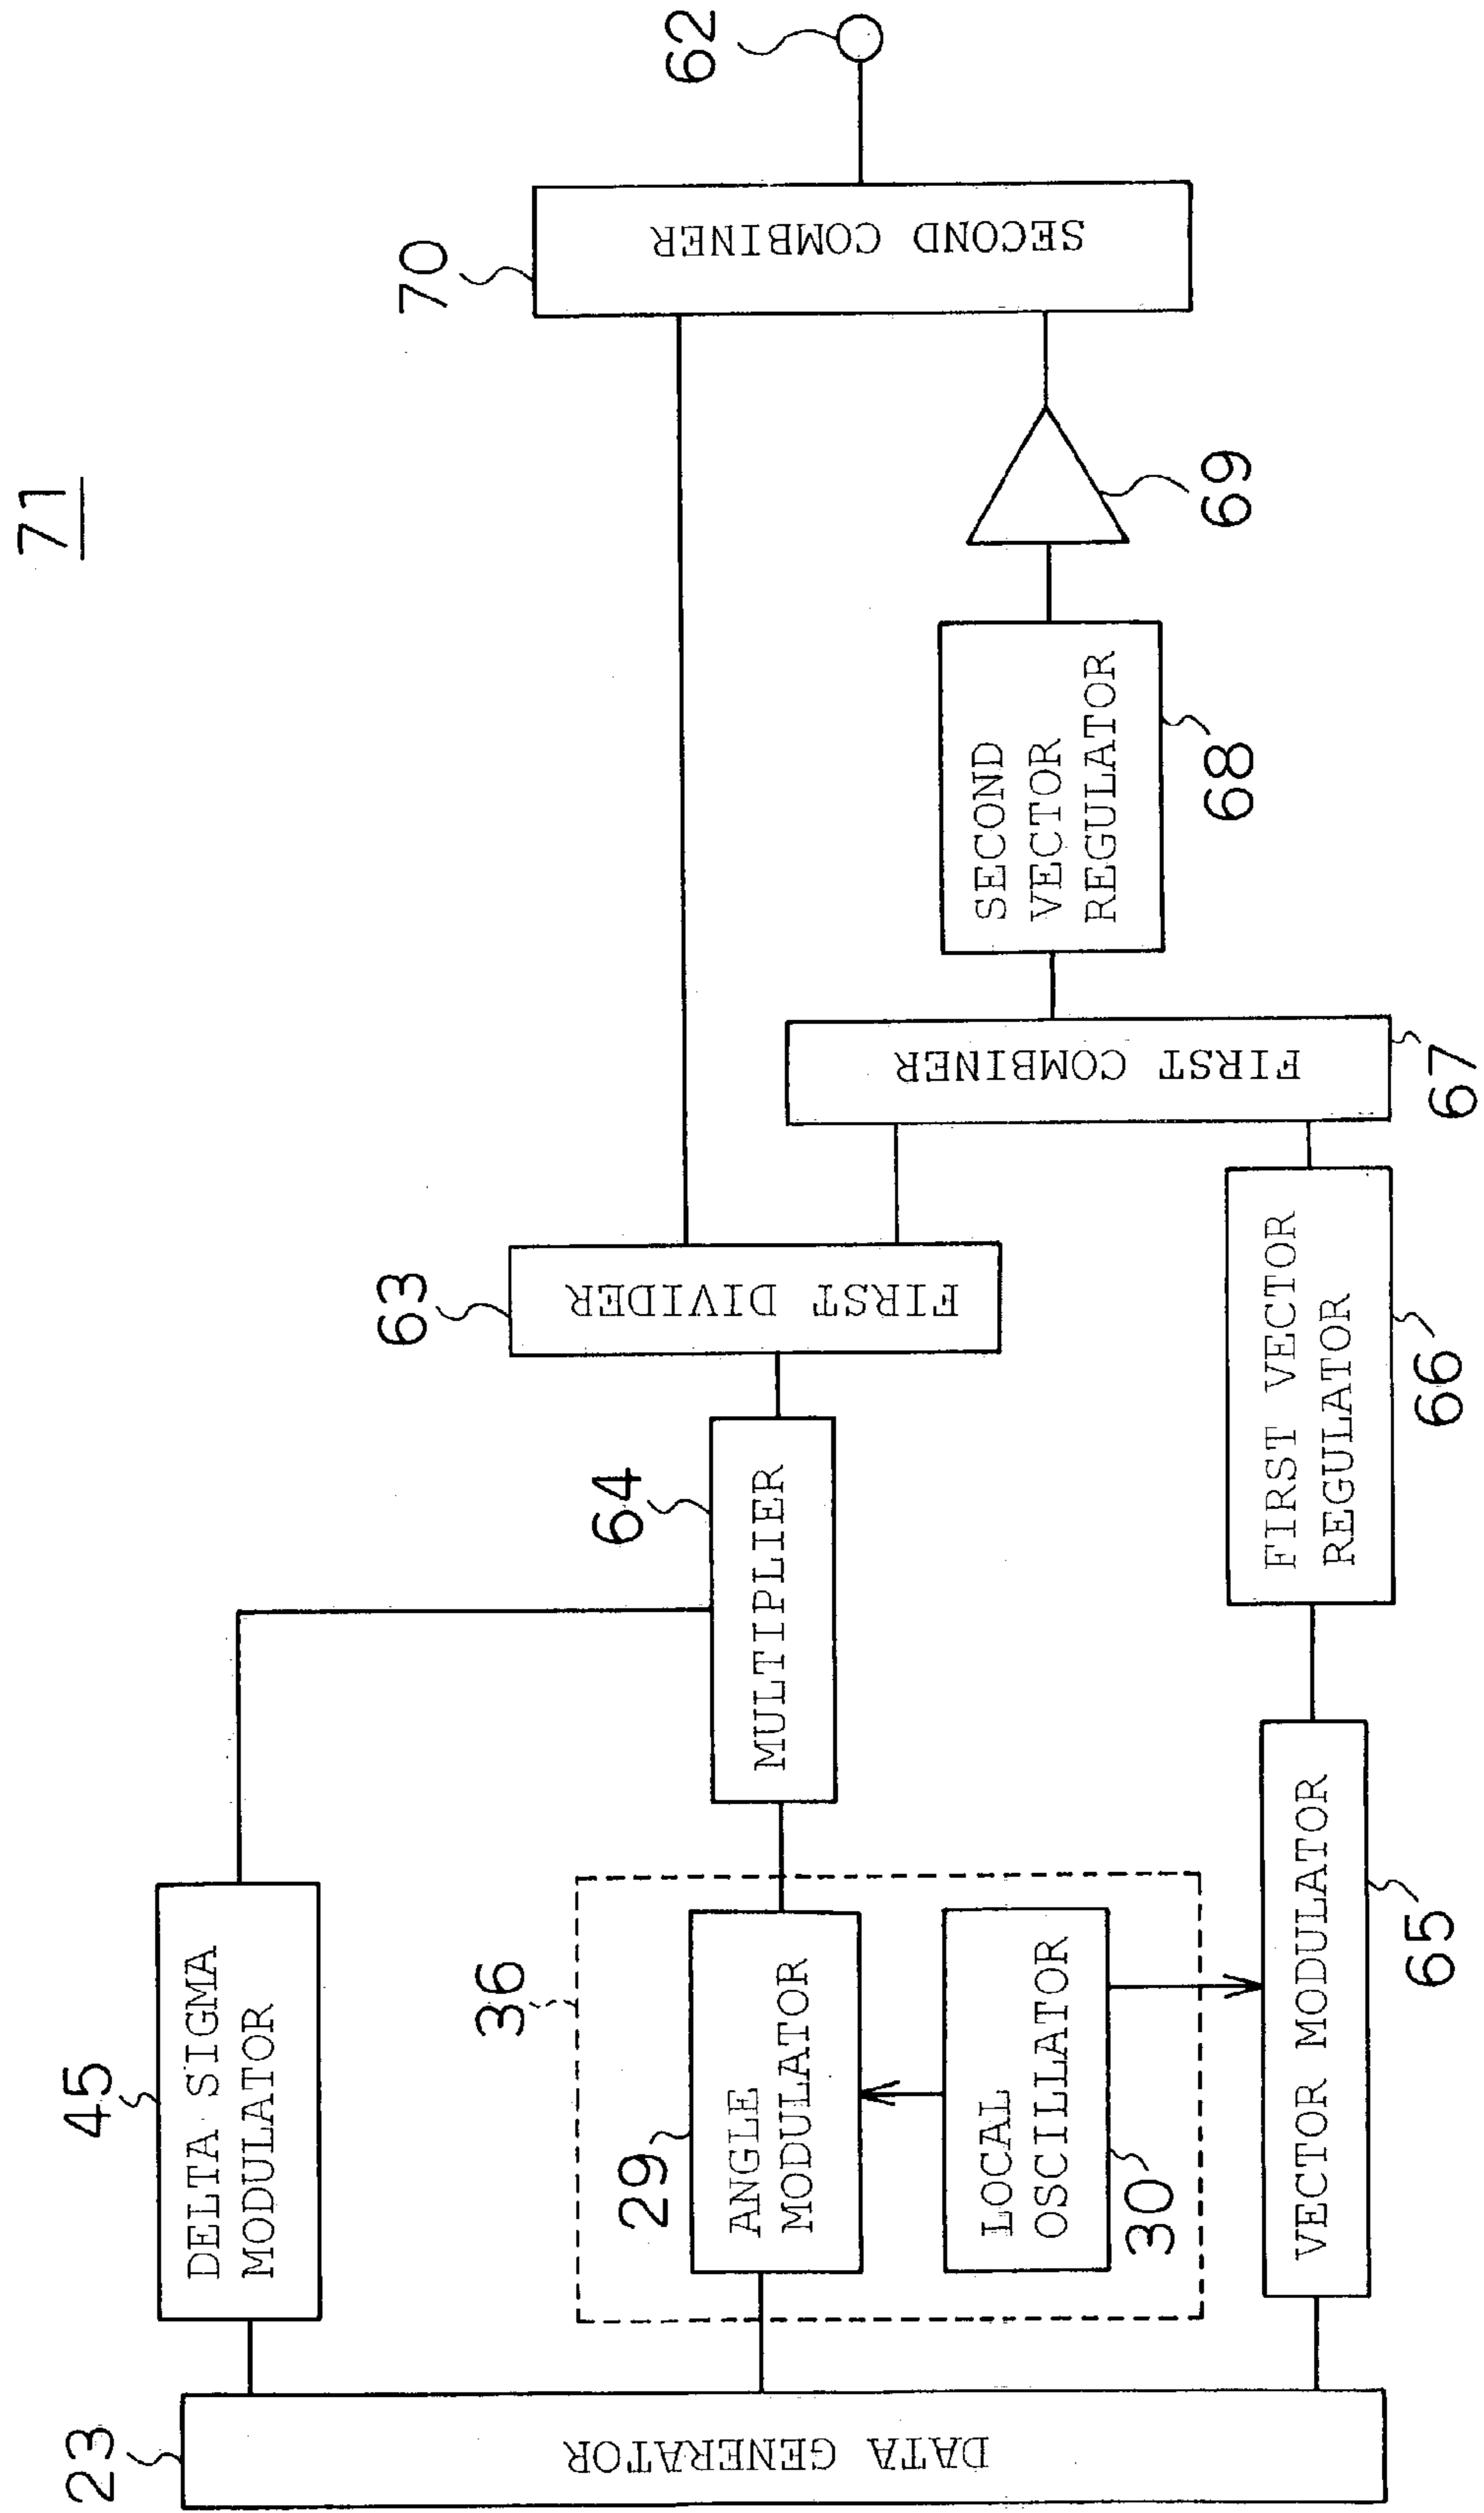 71
23
DATA GENERATOR
45
DELTA SIGMA
MODULATOR
36
29
ANGLE
MODULATOR
LOCAL
OSCILLATOR
30
VECTOR MODULATOR
65
64
MULTIPLIER
63
FIRST DIVIDER
FIRST VECTOR
REGULATOR
66
FIRST COMBINER
67
SECOND
VECTOR
REGULATOR
68
69
70
SECOND COMBINER
62